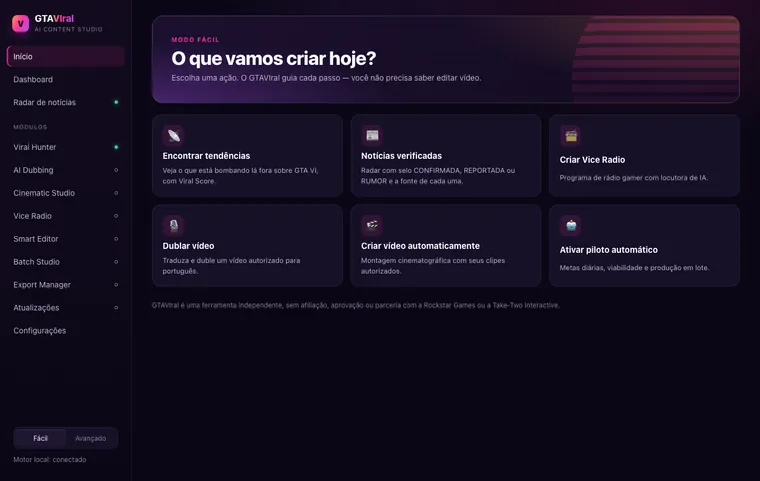 V
GTAVIral
AI CONTENT STUDIO
Início
Dashboard
Radar de notícias
MÓDULOS
Viral Hunter
AI Dubbing
Cinematic Studio
Vice Radio
Smart Editor
Batch Studio
Export Manager
Atualizações
Configurações
Fácil
Avançado
Motor local: conectado
MODO FÁCIL
O que vamos criar hoje?
Escolha uma ação. O GTAVIral guia cada passo — você não precisa saber editar vídeo.
Encontrar tendências
Veja o que está bombando lá fora sobre GTA VI,
com Viral Score.
Notícias verificadas
Radar com selo CONFIRMADA, REPORTADA ou
RUMOR e a fonte de cada uma.
Criar Vice Radio
Programa de rádio gamer com locutora de IA.
Dublar vídeo
Traduza e duble um vídeo autorizado para
português.
Criar vídeo automaticamente
Montagem cinematográfica com seus clipes
autorizados.
Ativar piloto automático
Metas diárias, viabilidade e produção em lote.
GTAVIral é uma ferramenta independente, sem afiliação, aprovação ou parceria com a Rockstar Games ou a Take-Two Interactive.